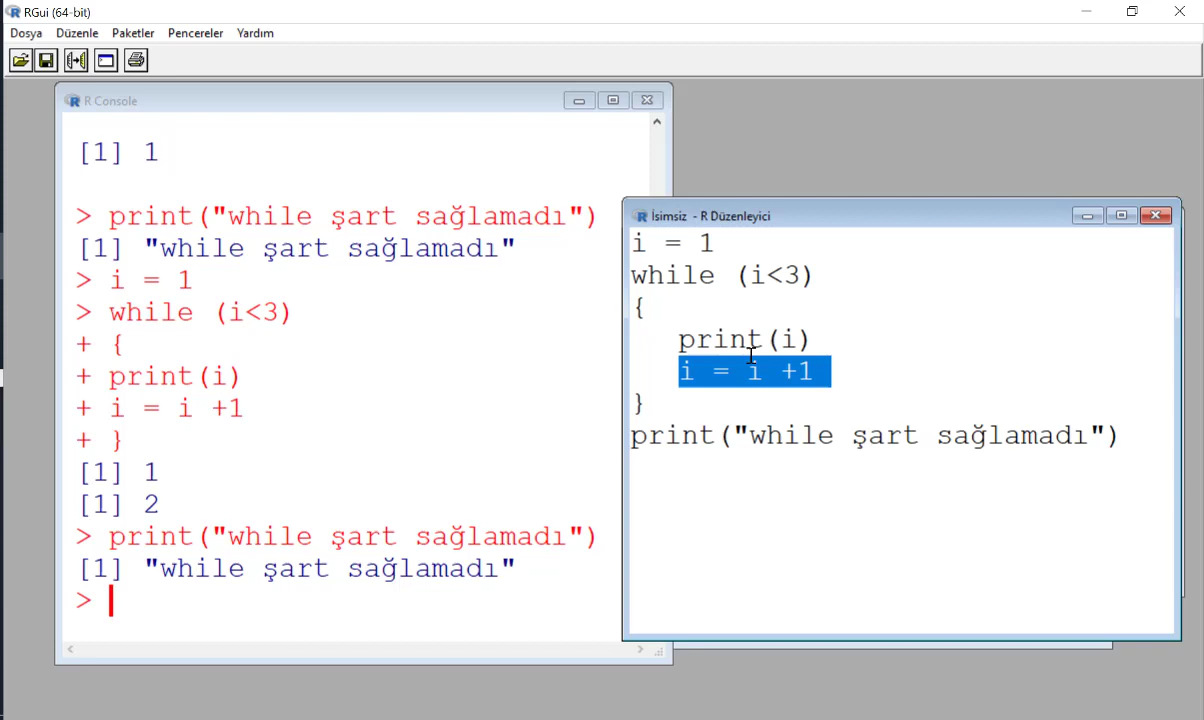 RGui (64-bit)
Dosya Düzenle Paketler Pencereler Yardım
R Console
[1] 1
> print("while şart sağlamadı")
[1] "while şart sağlamadı"
> i = 1
> while (i<3)
+ {
+ print(i)
+ i = i +1
+ }
[1] 1
[1] 2
> print("while şart sağlamadı")
[1] "while şart sağlamadı"
>
İsimsiz - R Düzenleyici
i = 1
while (i<3)
{
print(i)
i = i +1
}
print("while şart sağlamadı")